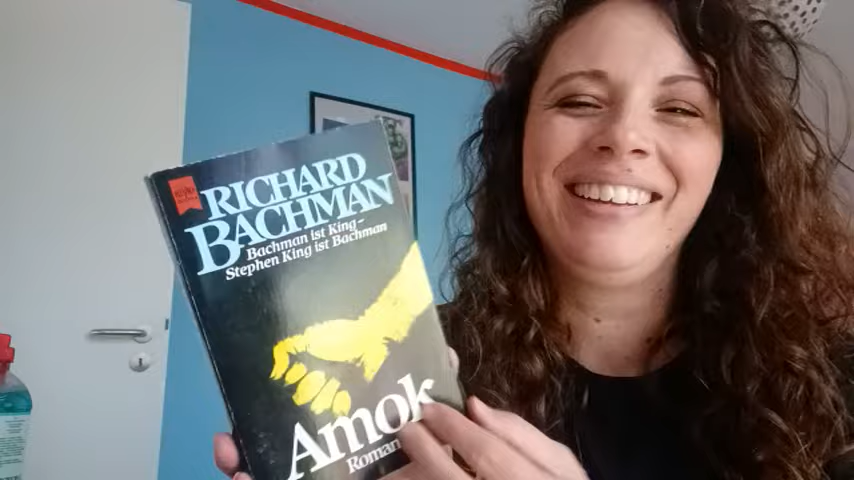 RICHARD
BACHMAN
Bachman ist King –
Stephen King ist Bachman
Amok
Roman